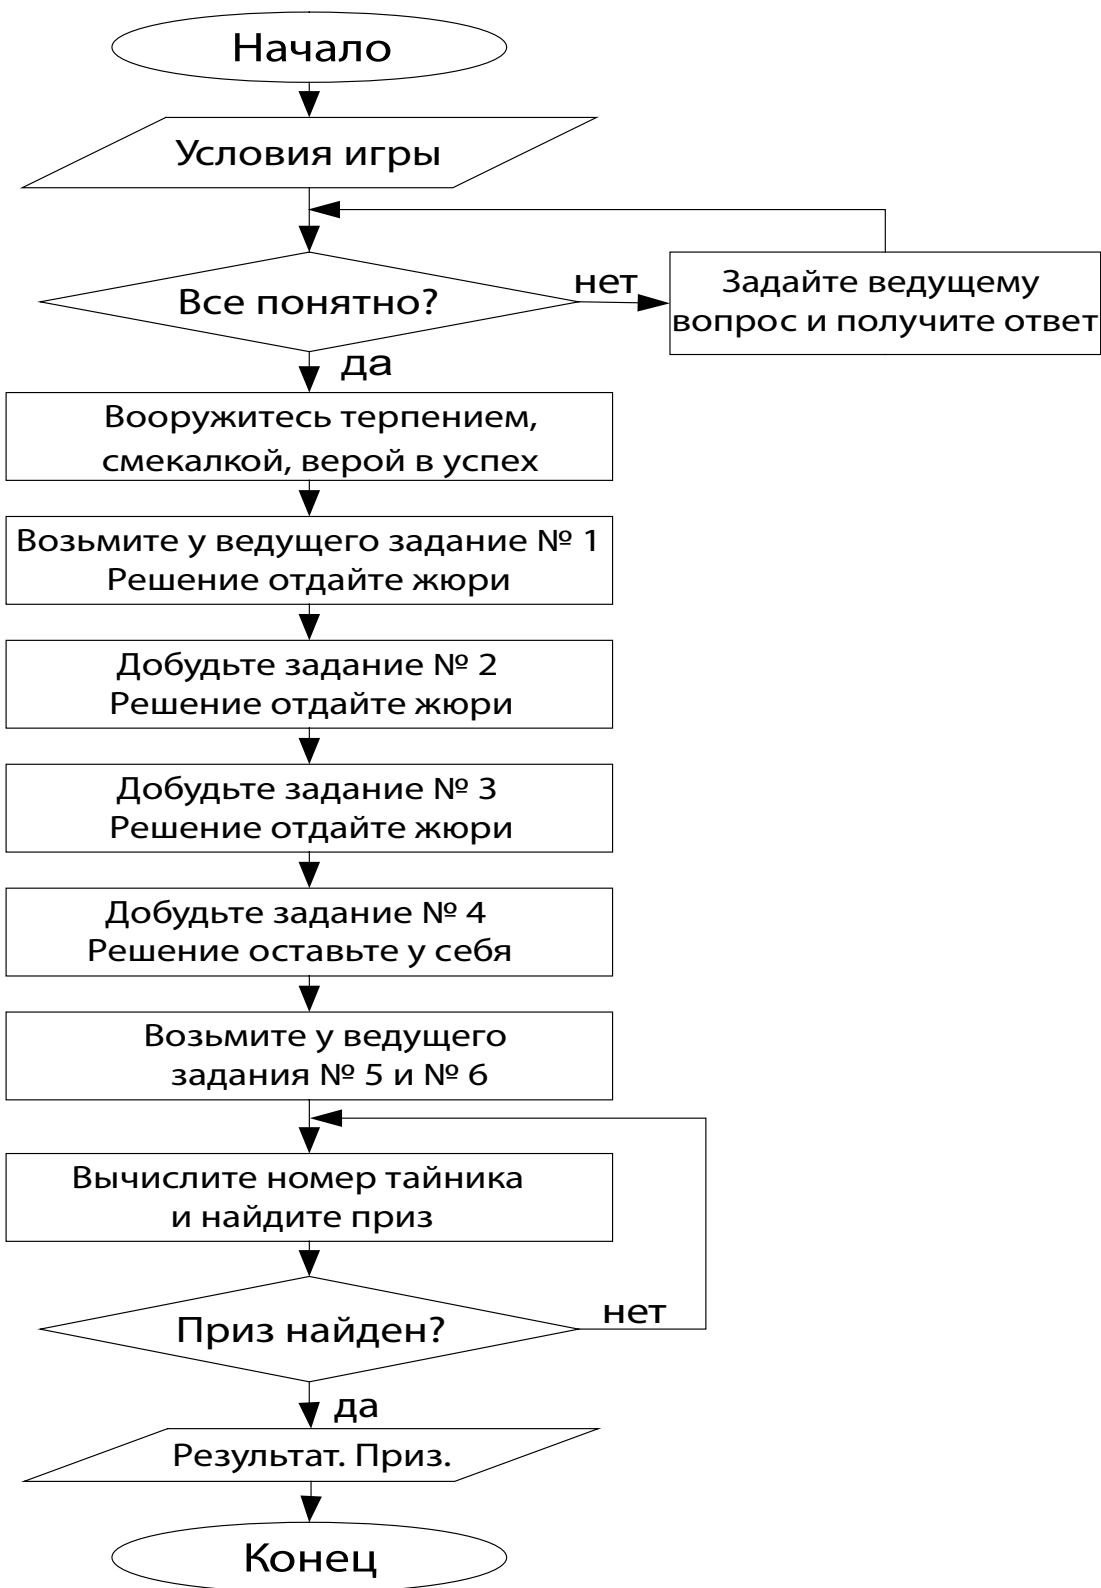 Начало
Условия игры
Все понятно?
нет
Задайте ведущему
вопрос и получите ответ
да
Вооружитесь терпением,
смекалкой, верой в успех
Возьмите у ведущего задание № 1
Решение отдайте жюри
Добудьте задание № 2
Решение отдайте жюри
Добудьте задание № 3
Решение отдайте жюри
Добудьте задание № 4
Решение оставьте у себя
Возьмите у ведущего
задания № 5 и № 6
Вычислите номер тайника
и найдите приз
Приз найден?
нет
да
Результат. Приз.
Конец